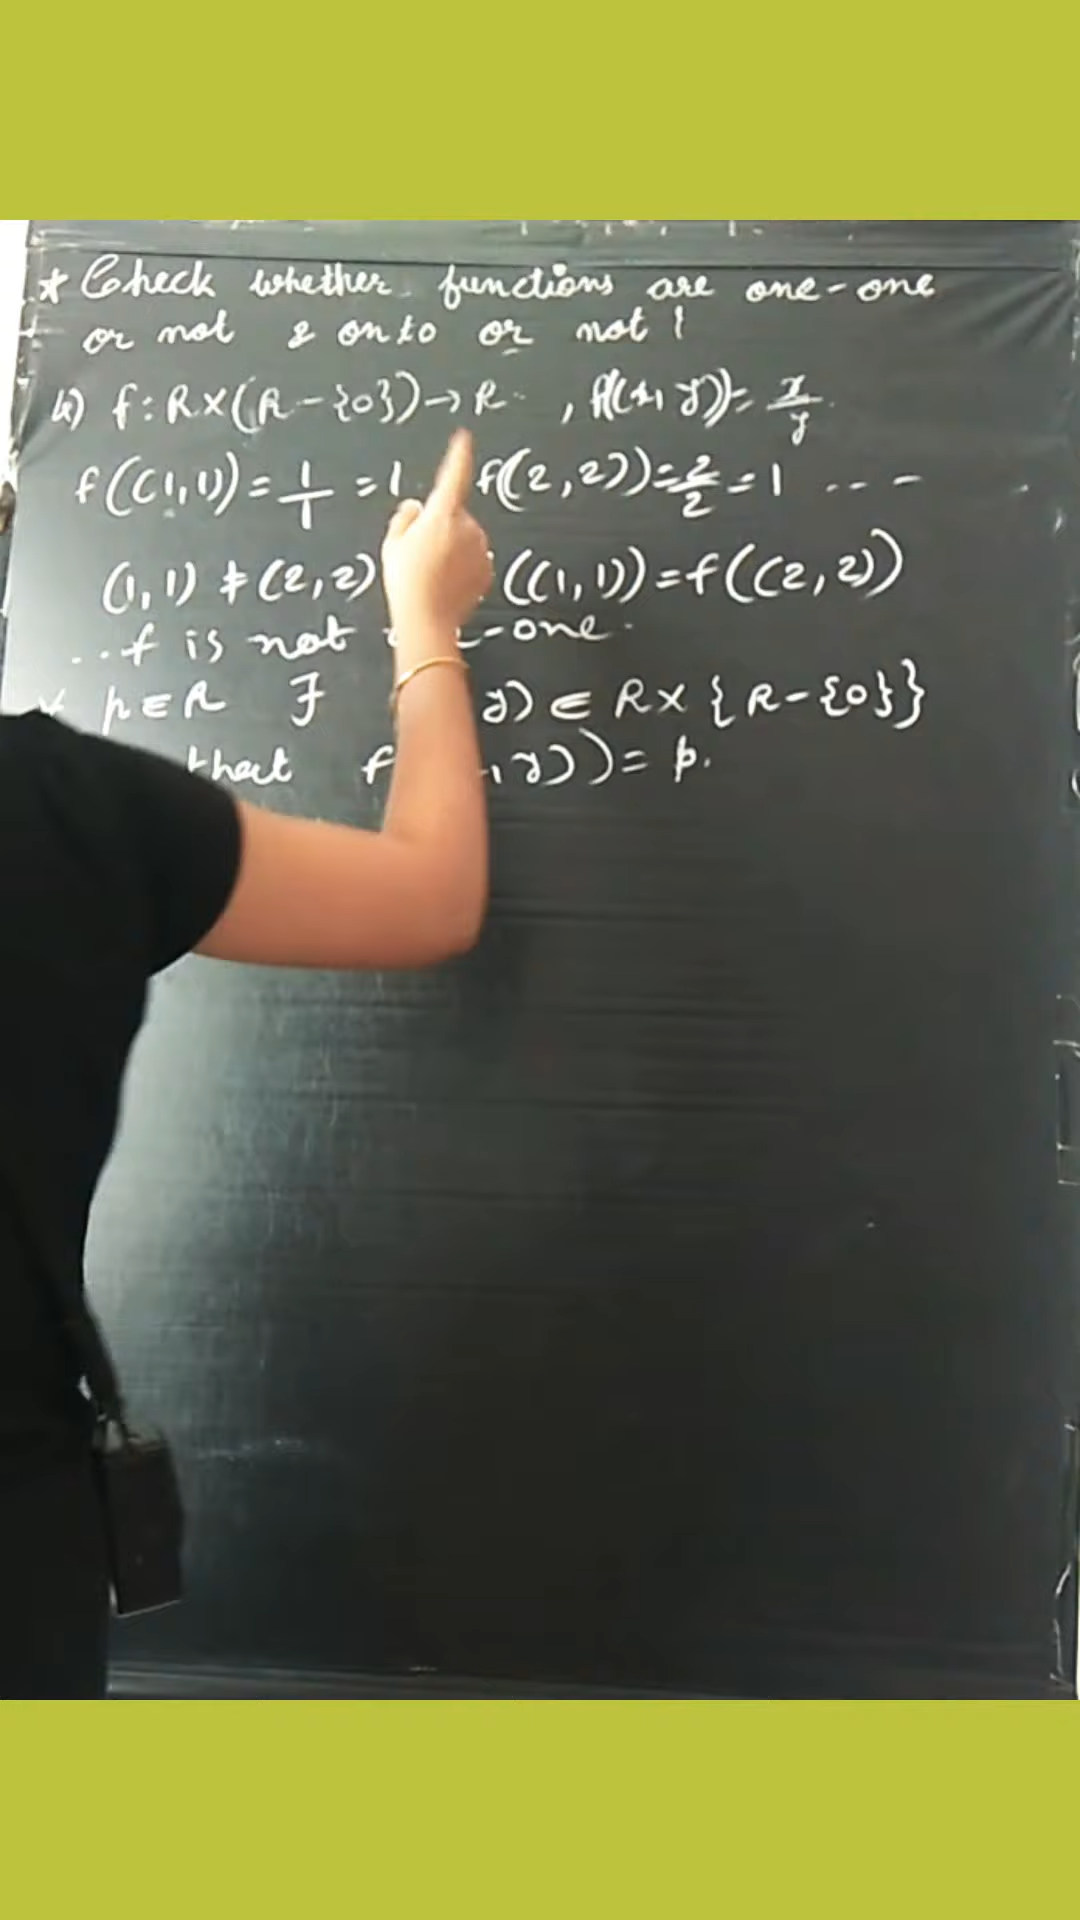 * Check whether functions are one-one
or not & onto or not !
k) f: R×(R-{0})→R , f((x,y))= x/y
f((1,1))= 1/1 =1 f((2,2))= 2/2 =1 ---
(1,1) ≠ (2,2) ((1,1))=f((2,2))
..f is not -one
p∈R ∃ y) ∈ R×{R-{0}}
that f ,y))= p.